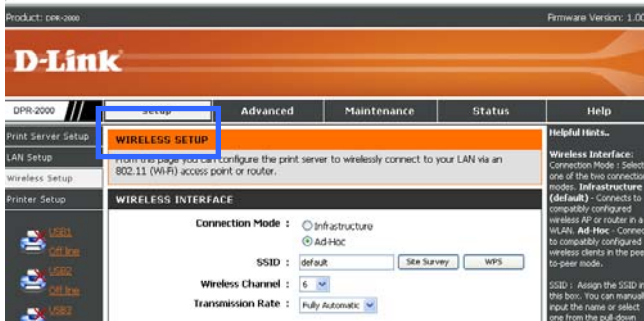 Product: DPR-2000
Firmware Version: 1.00
D-Link
DPR-2000
Setup
Advanced
Maintenance
Status
Help
Print Server Setup
LAN Setup
Wireless Setup
Printer Setup
USB1
Off line
USB2
Off line
USB3
WIRELESS SETUP
From this page you can configure the print server to wirelessly connect to your LAN via an
802.11 (Wi-Fi) access point or router.
WIRELESS INTERFACE
Connection Mode :
Infrastructure
Ad-Hoc
SSID :
default
Site Survey
WPS
Wireless Channel :
6
Transmission Rate :
Fully Automatic
Helpful Hints..
Wireless Interface:
Connection Mode : Select
one of the two connection
modes. Infrastructure
(default) - Connects to
compatibly configured
wireless AP or router in a
WLAN. Ad-Hoc - Connec
to compatibly configured
wireless clients in the pee
to-peer mode.
SSID : Assign the SSID in
this box. You can manual
input the name or select
one from the pull-down